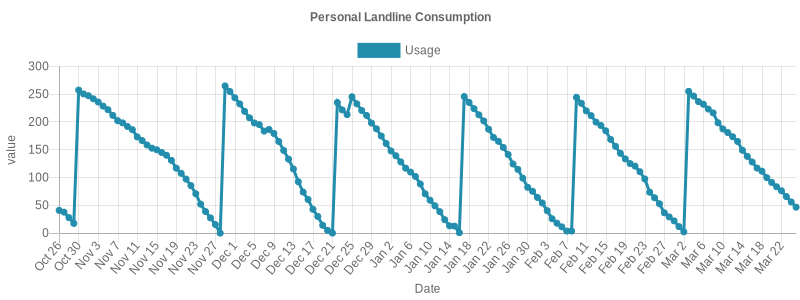 Personal Landline Consumption
Usage
300
250
200
150
100
50
0
value
Oct 26
Oct 30
Nov 3
Nov 7
Nov 11
Nov 15
Nov 19
Nov 23
Nov 27
Dec 1
Dec 5
Dec 9
Dec 13
Dec 17
Dec 21
Dec 25
Dec 29
Jan 2
Jan 6
Jan 10
Jan 14
Jan 18
Jan 22
Jan 26
Jan 30
Feb 3
Feb 7
Feb 11
Feb 15
Feb 19
Feb 23
Feb 27
Mar 2
Mar 6
Mar 10
Mar 14
Mar 18
Mar 22
Date